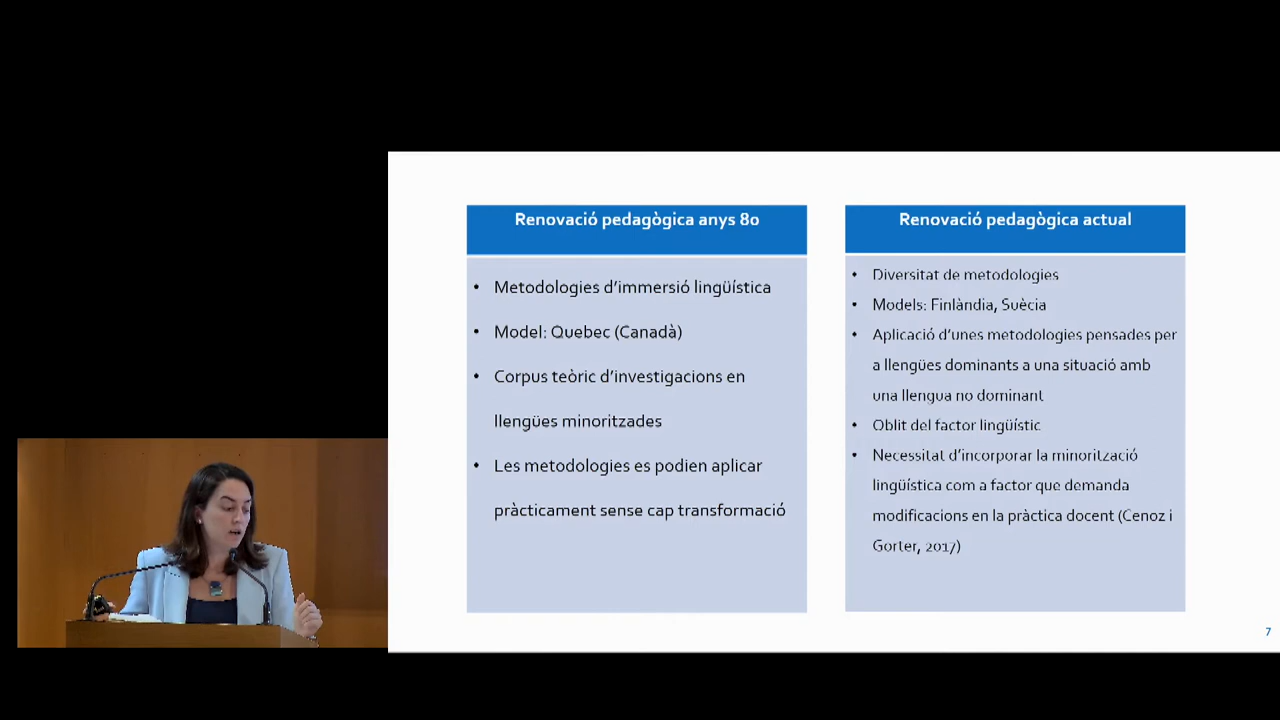 Renovació pedagògica anys 80
• Metodologies d'immersió lingüística
• Model: Quebec (Canadà)
• Corpus teòric d'investigacions en
llengües minoritzades
• Les metodologies es podien aplicar
pràcticament sense cap transformació
Renovació pedagògica actual
• Diversitat de metodologies
• Models: Finlàndia, Suècia
• Aplicació d'unes metodologies pensades per
a llengües dominants a una situació amb
una llengua no dominant
• Oblit del factor lingüístic
• Necessitat d'incorporar la minorització
lingüística com a factor que demanda
modificacions en la pràctica docent (Cenoz i
Gorter, 2017)
7